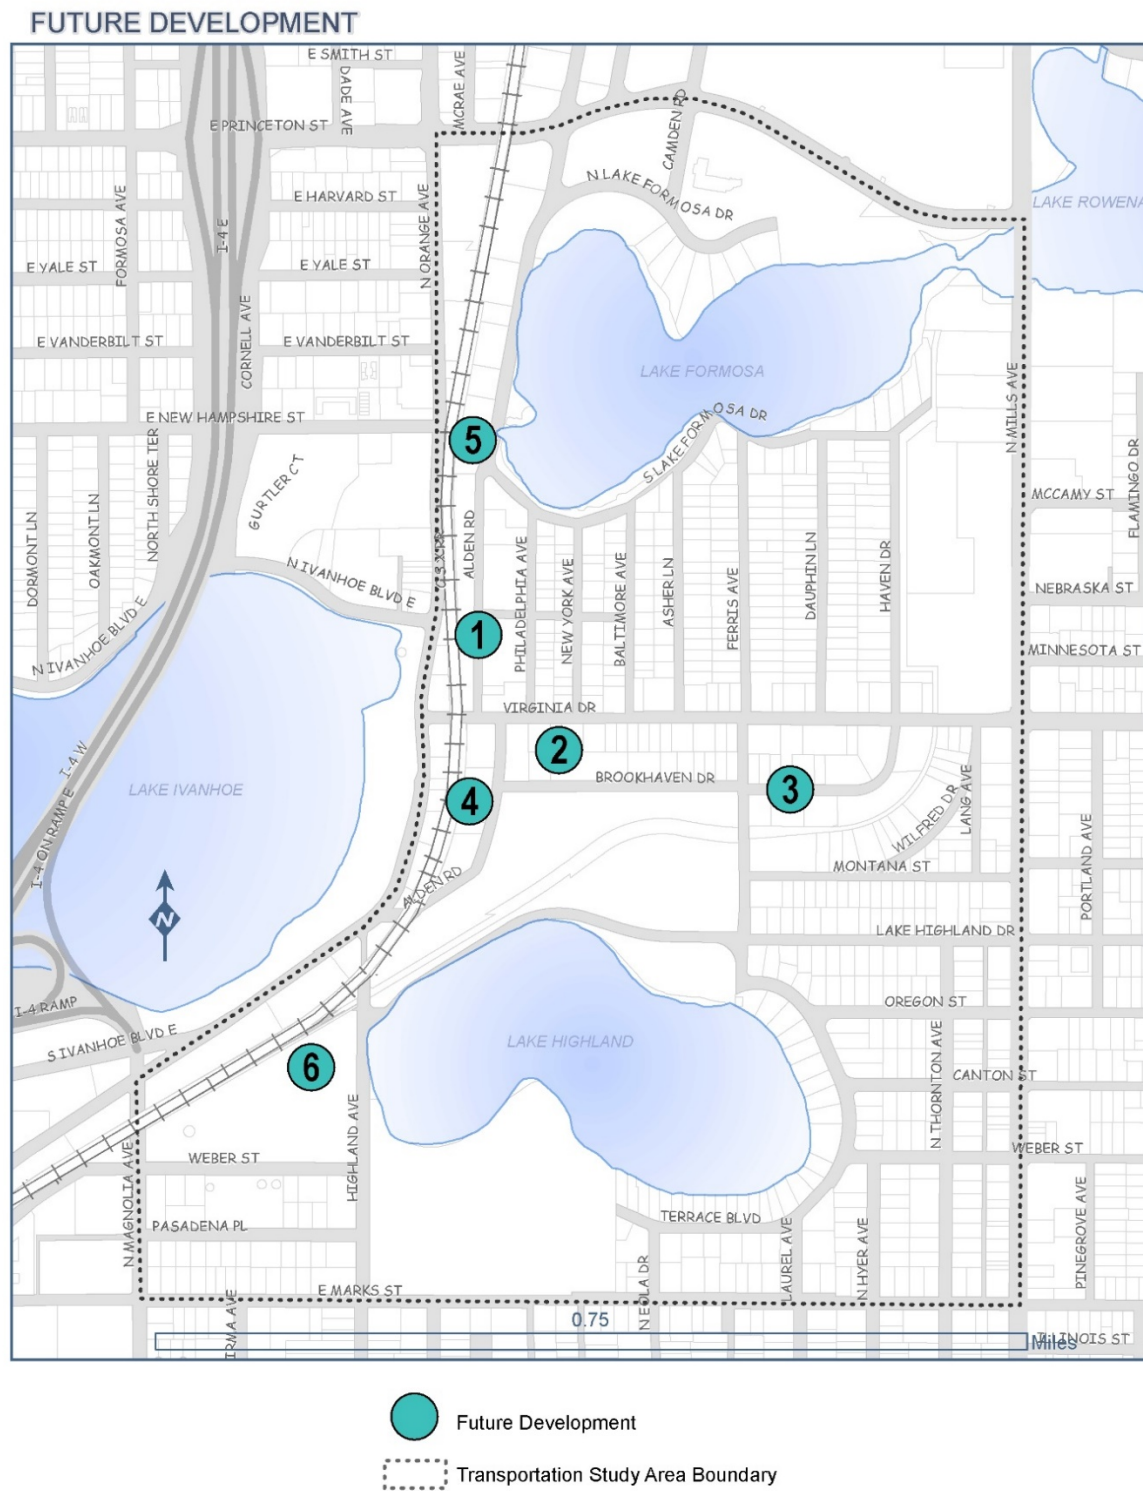 FUTURE DEVELOPMENT
E SMITH ST
DADE AVE
MCRAE AVE
E PRINCETON ST
CAMDEN RD
N LAKE FORMOSA DR
E HARVARD ST
FORMOSA AVE
I-4 E
N ORANGE AVE
LAKE ROWENA
E YALE ST
E YALE ST
CORNELL AVE
E VANDERBILT ST
E VANDERBILT ST
LAKE FORMOSA
N MILLS AVE
E NEW HAMPSHIRE ST
S LAKE FORMOSA DR
5
NORTH SHORE TER
GURTLER CT
MCCAMY ST
FLAMINGO DR
DORMONT LN
OAKMONT LN
ALDEN RD
PHILADELPHIA AVE
NEW YORK AVE
BALTIMORE AVE
ASHER LN
FERRIS AVE
DAUPHIN LN
HAVEN DR
N IVANHOE BLVD E
N IVANHOE BLVD E
NEBRASKA ST
1
MINNESOTA ST
VIRGINIA DR
2
I-4 W
BROOKHAVEN DR
3
LAKE IVANHOE
4
I-4 ON RAMP E
WILFRED DR
LANG AVE
MONTANA ST
PORTLAND AVE
ALDEN RD
N
LAKE HIGHLAND DR
I-4 RAMP
OREGON ST
S IVANHOE BLVD E
LAKE HIGHLAND
6
N THORNTON AVE
CANTON ST
HIGHLAND AVE
WEBER ST
WEBER ST
N MAGNOLIA AVE
PASADENA PL
TERRACE BLVD
LAUREL AVE
N HYER AVE
PINEGROVE AVE
N EOLA DR
E MARKS ST
IRMA AVE
0.75
Miles
ILLINOIS ST
Future Development
Transportation Study Area Boundary